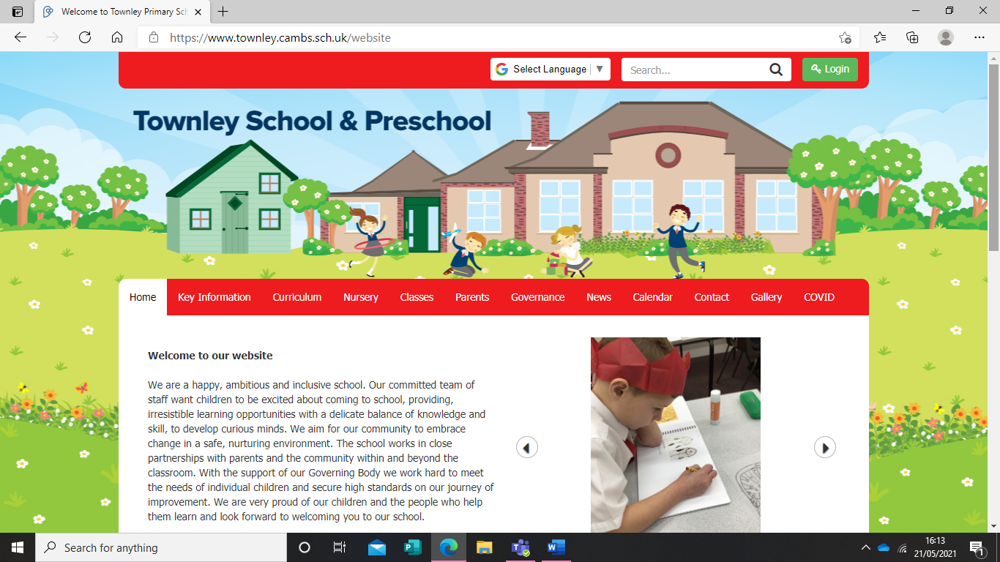 Welcome to Townley Primary Sch
https://www.townley.cambs.sch.uk/website
Select Language
Search...
Login
Townley School & Preschool
Home Key Information Curriculum Nursery Classes Parents Governance News Calendar Contact Gallery COVID
Welcome to our website
We are a happy, ambitious and inclusive school. Our committed team of
staff want children to be excited about coming to school, providing,
irresistible learning opportunities with a delicate balance of knowledge and
skill, to develop curious minds. We aim for our community to embrace
change in a safe, nurturing environment. The school works in close
partnerships with parents and the community within and beyond the
classroom. With the support of our Governing Body we work hard to meet
the needs of individual children and secure high standards on our journey of
improvement. We are very proud of our children and the people who help
them learn and look forward to welcoming you to our school.
Search for anything
16:13
21/05/2021
1